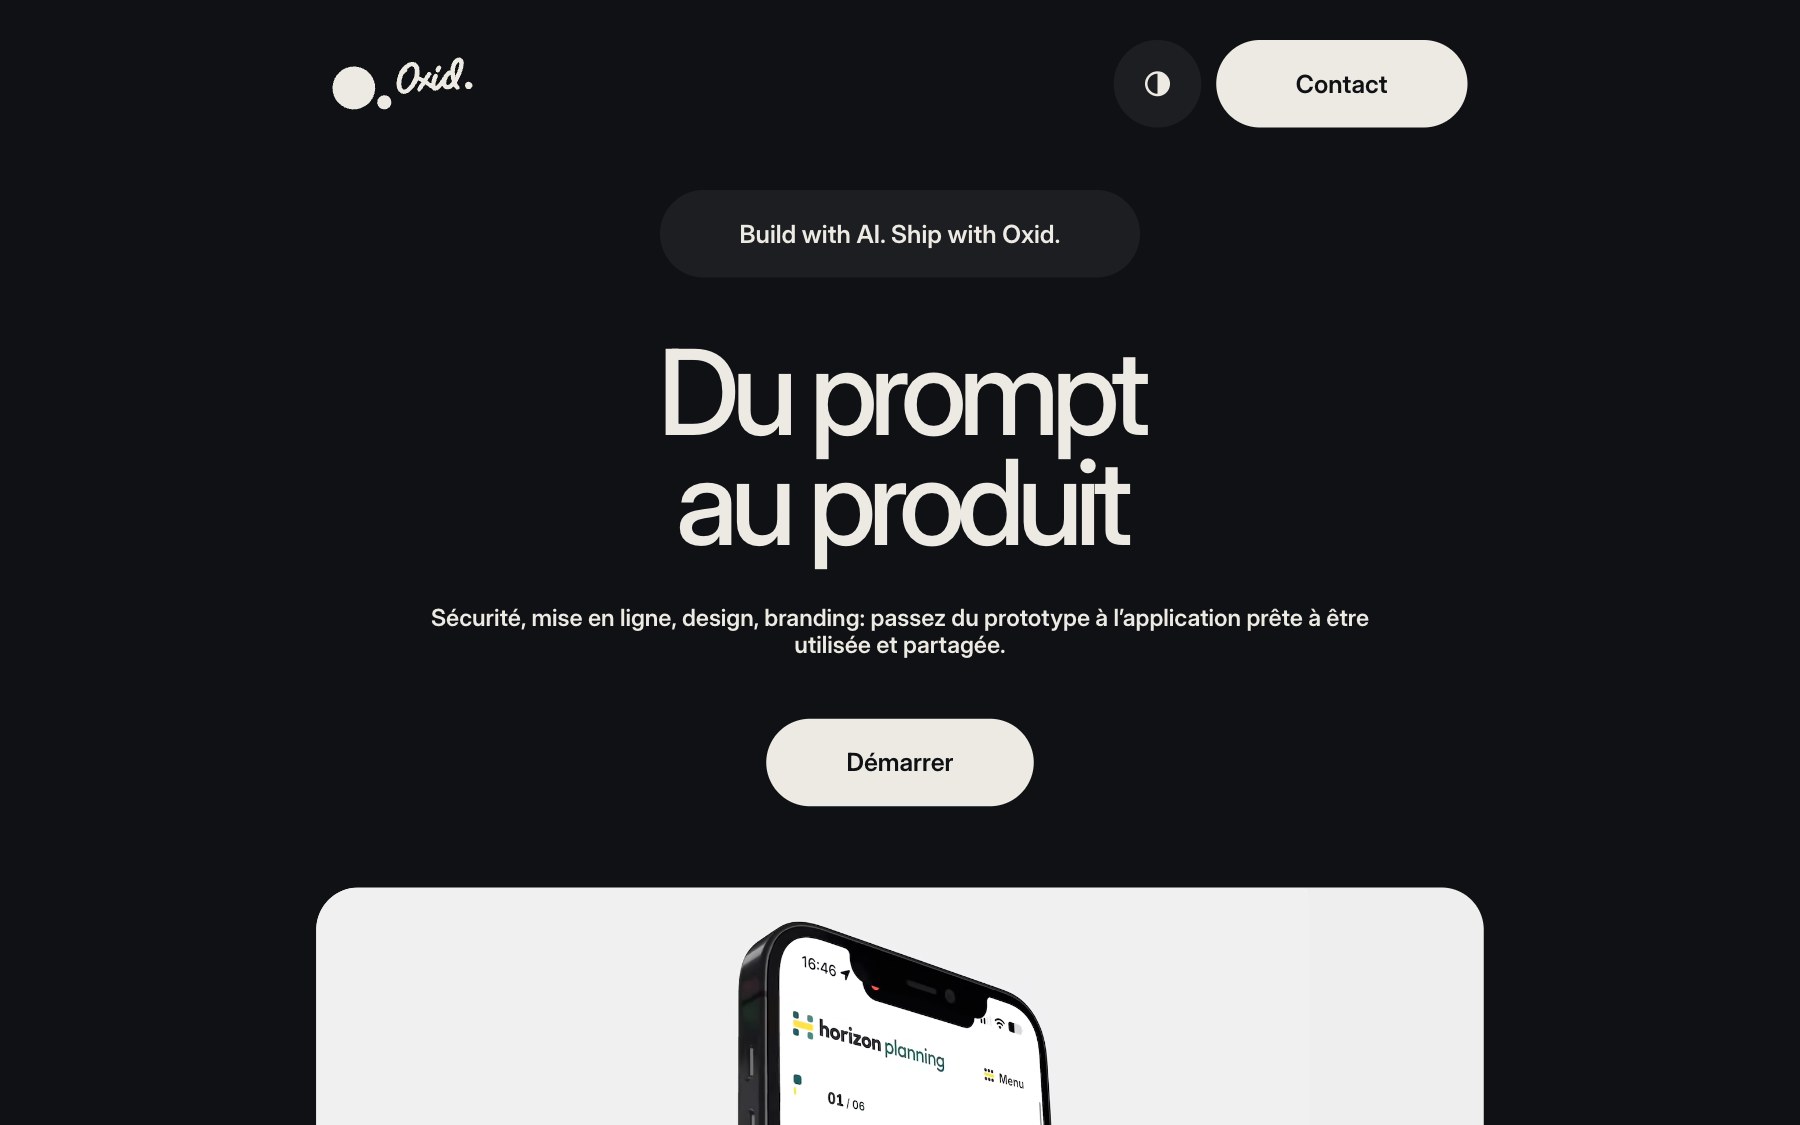 Oxid.
Contact
Build with AI. Ship with Oxid.
Du prompt
au produit
Sécurité, mise en ligne, design, branding: passez du prototype à l’application prête à être
utilisée et partagée.
Démarrer
16:46
horizon planning
Menu
01 / 06